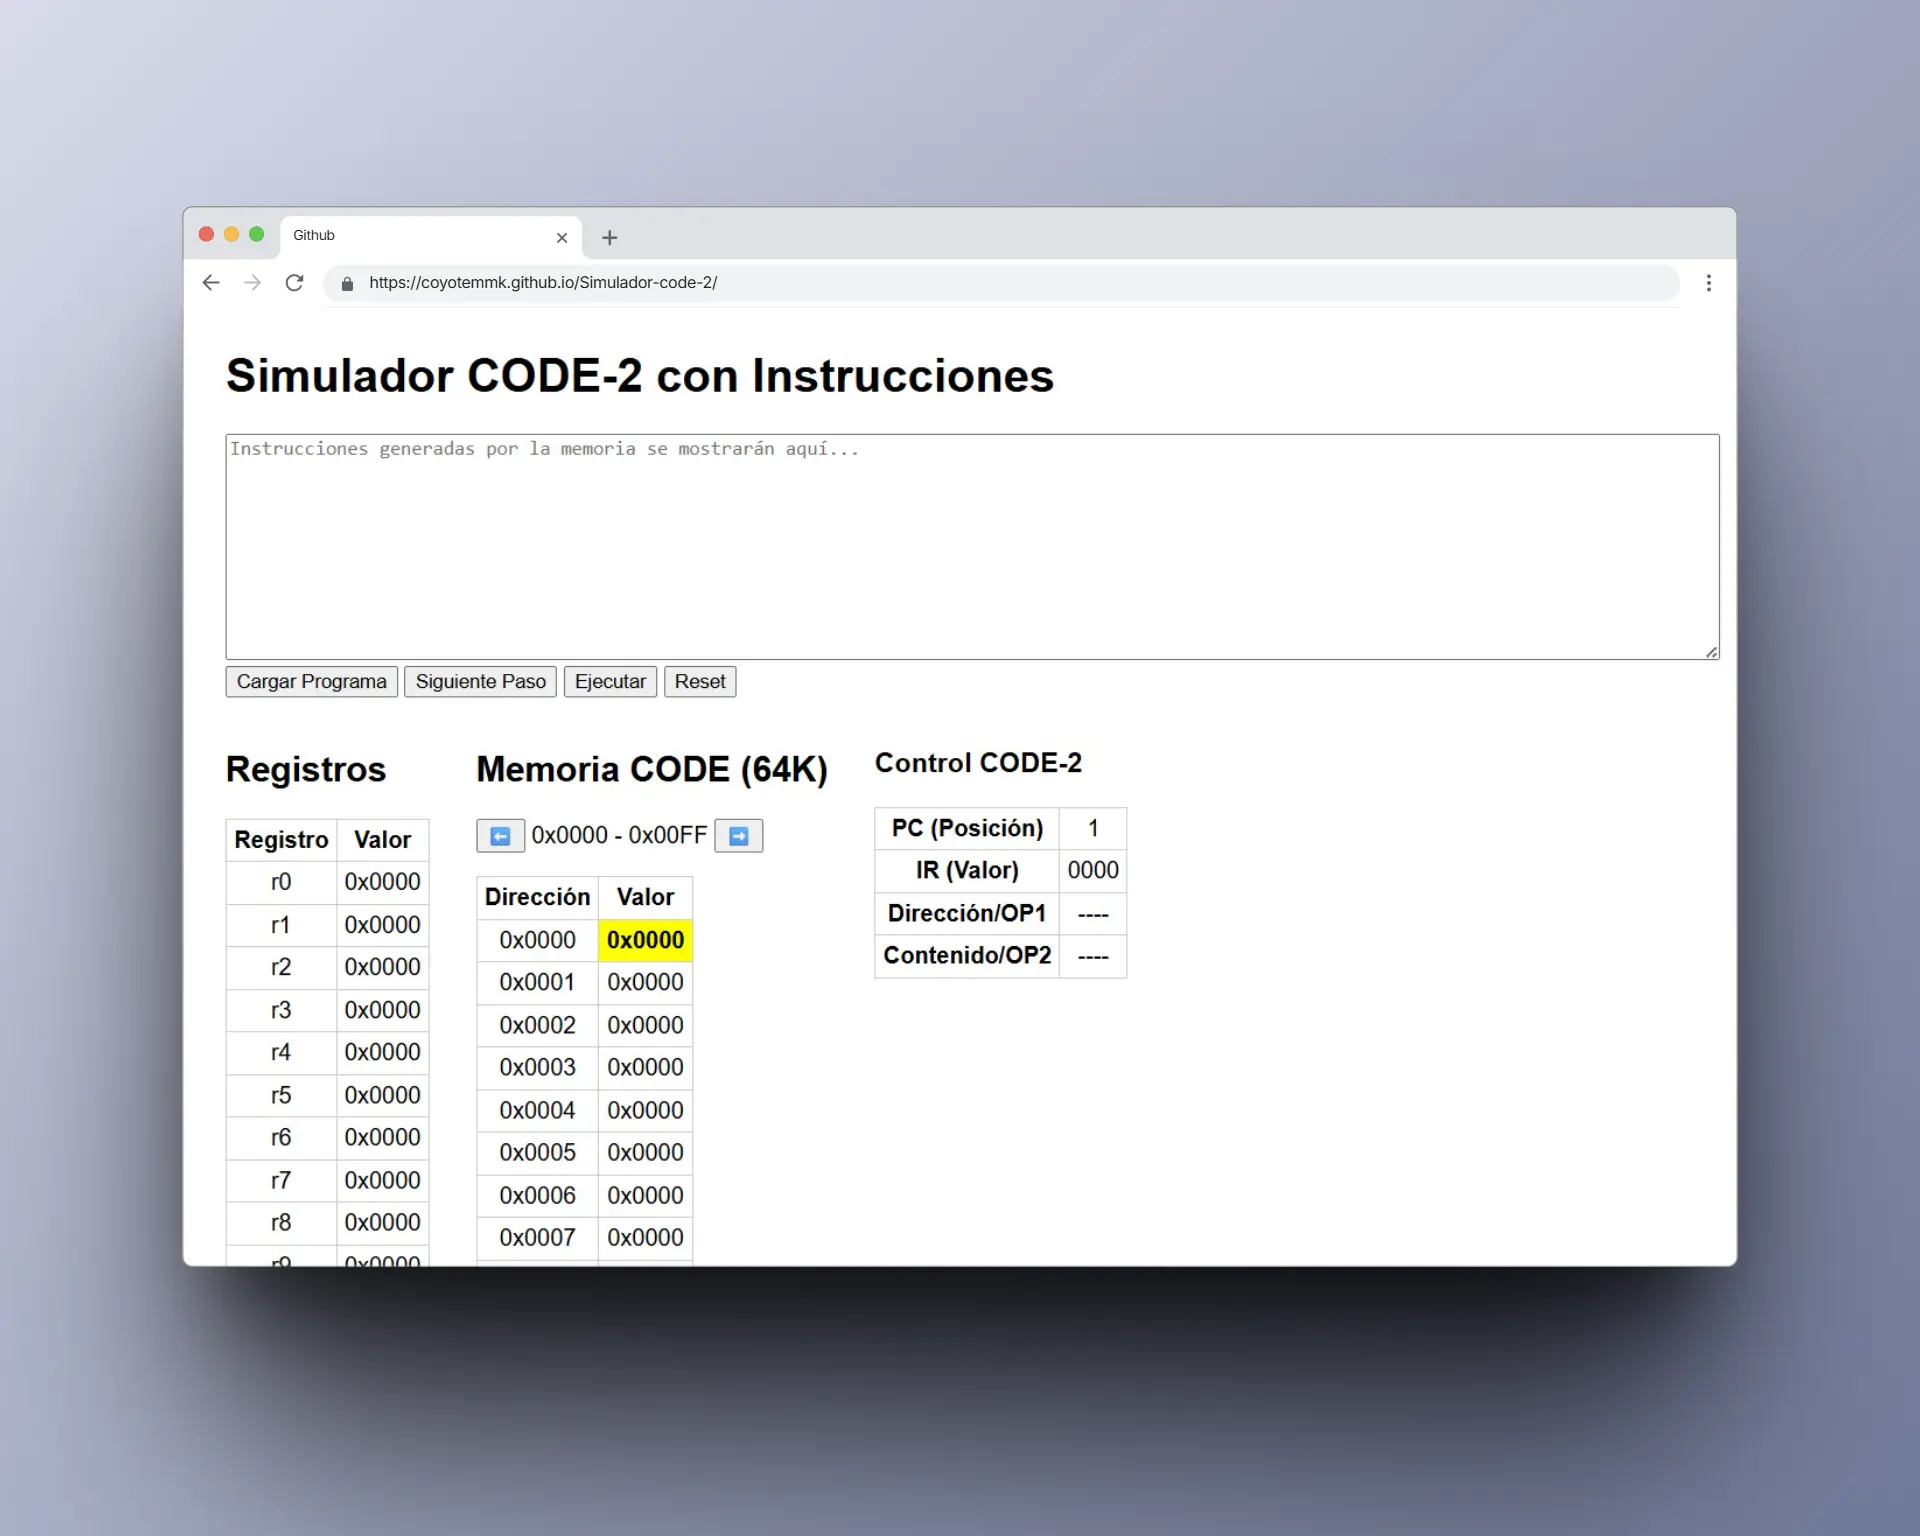 Github
https://coyotemmk.github.io/Simulador-code-2/
Simulador CODE-2 con Instrucciones
Instrucciones generadas por la memoria se mostrarán aquí...
Cargar Programa Siguiente Paso Ejecutar Reset
Registros
Registro Valor
r0 0x0000
r1 0x0000
r2 0x0000
r3 0x0000
r4 0x0000
r5 0x0000
r6 0x0000
r7 0x0000
r8 0x0000
r9 0x0000
Memoria CODE (64K)
0x0000 - 0x00FF
Dirección Valor
0x0000 0x0000
0x0001 0x0000
0x0002 0x0000
0x0003 0x0000
0x0004 0x0000
0x0005 0x0000
0x0006 0x0000
0x0007 0x0000
Control CODE-2
PC (Posición) 1
IR (Valor) 0000
Dirección/OP1 ----
Contenido/OP2 ----